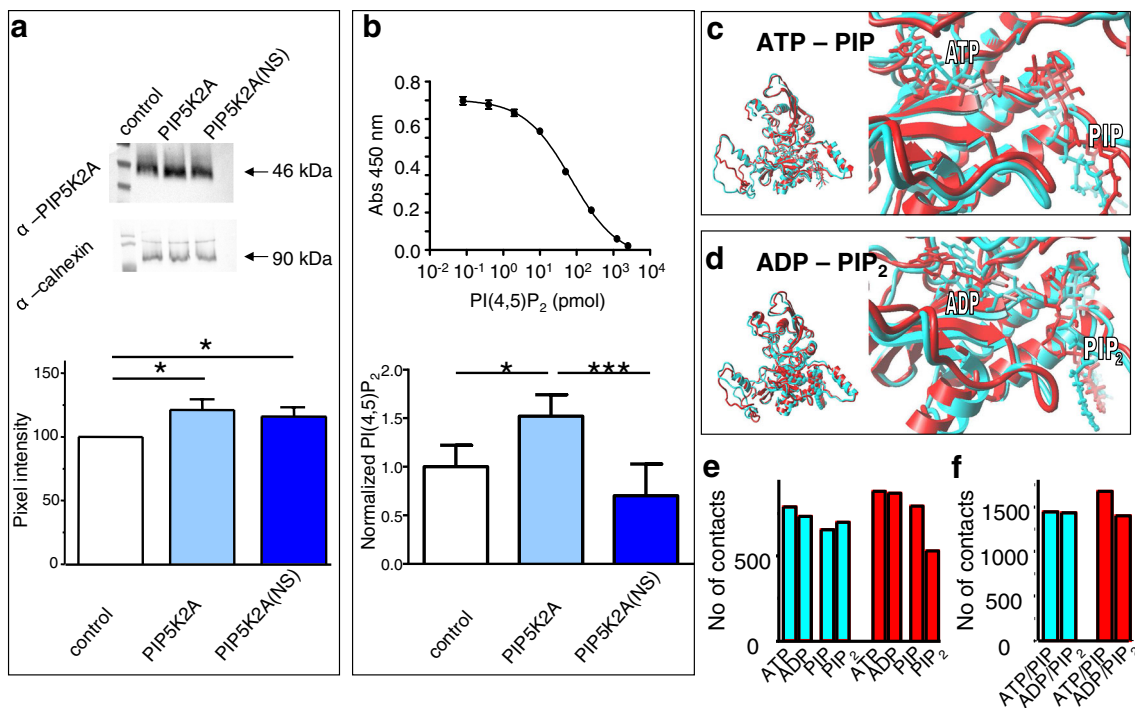 a
control
PIP5K2A
PIP5K2A(NS)
α –PIP5K2A
← 46 kDa
α –calnexin
← 90 kDa
* 
*
Pixel intensity
150
100
50
0
control
PIP5K2A
PIP5K2A(NS)
b
Abs 450 nm
0.8
0.6
0.4
0.2
0.0
10⁻² 10⁻¹ 10⁰ 10¹ 10² 10³ 10⁴
PI(4,5)P₂ (pmol)
Normalized PI(4,5)P₂
2.0
1.5
1.0
0.5
0.0
* ***
control
PIP5K2A
PIP5K2A(NS)
c
ATP – PIP
ATP
PIP
d
ADP – PIP₂
ADP
PIP₂
e
No of contacts
500
0
ATP ADP PIP PIP₂ ATP ADP PIP PIP₂
f
No of contacts
1500
1000
500
0
ATP/PIP ADP/PIP₂ ATP/PIP ADP/PIP₂